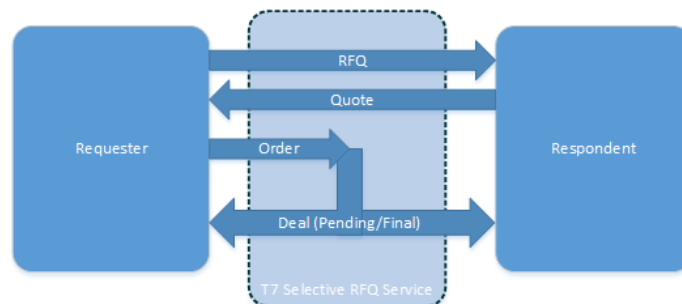 RFQ
Quote
Requester
Order
Respondent
Deal (Pending/Final)
T7 Selective RFQ Service